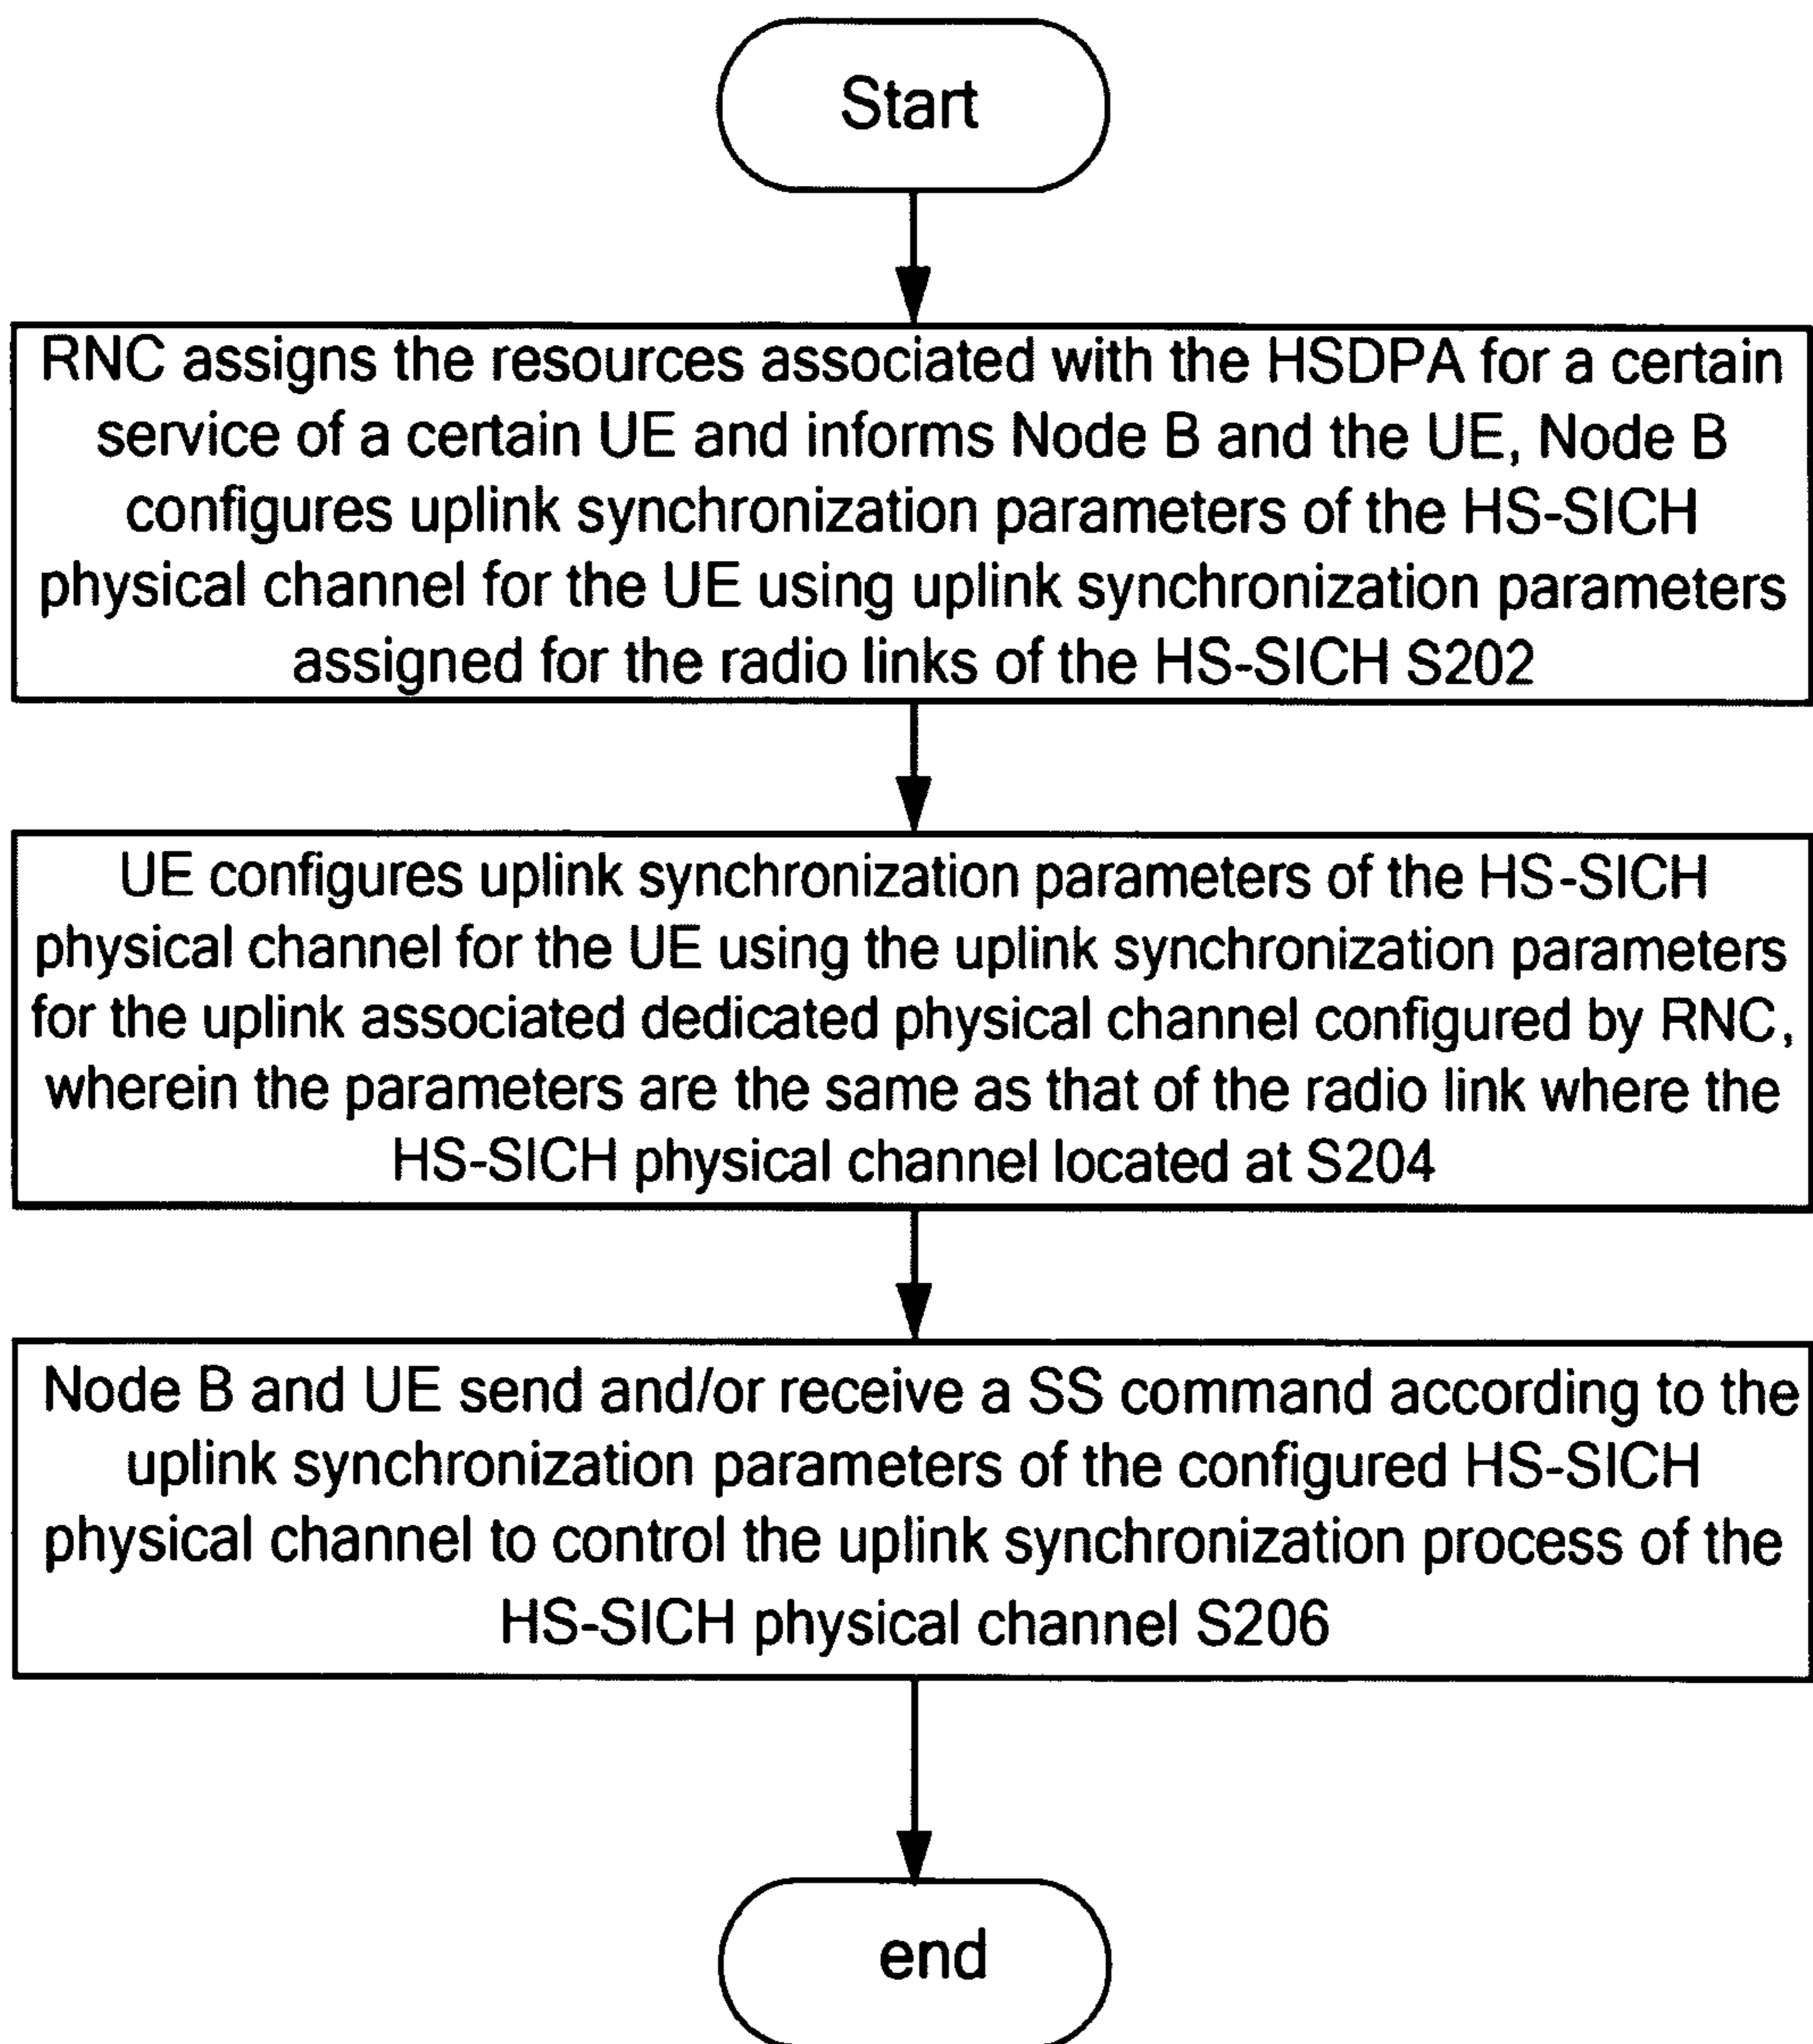 Start
RNC assigns the resources associated with the HSDPA for a certain
service of a certain UE and informs Node B and the UE, Node B
configures uplink synchronization parameters of the HS-SICH
physical channel for the UE using uplink synchronization parameters
assigned for the radio links of the HS-SICH S202
UE configures uplink synchronization parameters of the HS-SICH
physical channel for the UE using the uplink synchronization parameters
for the uplink associated dedicated physical channel configured by RNC,
wherein the parameters are the same as that of the radio link where the
HS-SICH physical channel located at S204
Node B and UE send and/or receive a SS command according to the
uplink synchronization parameters of the configured HS-SICH
physical channel to control the uplink synchronization process of the
HS-SICH physical channel S206
end